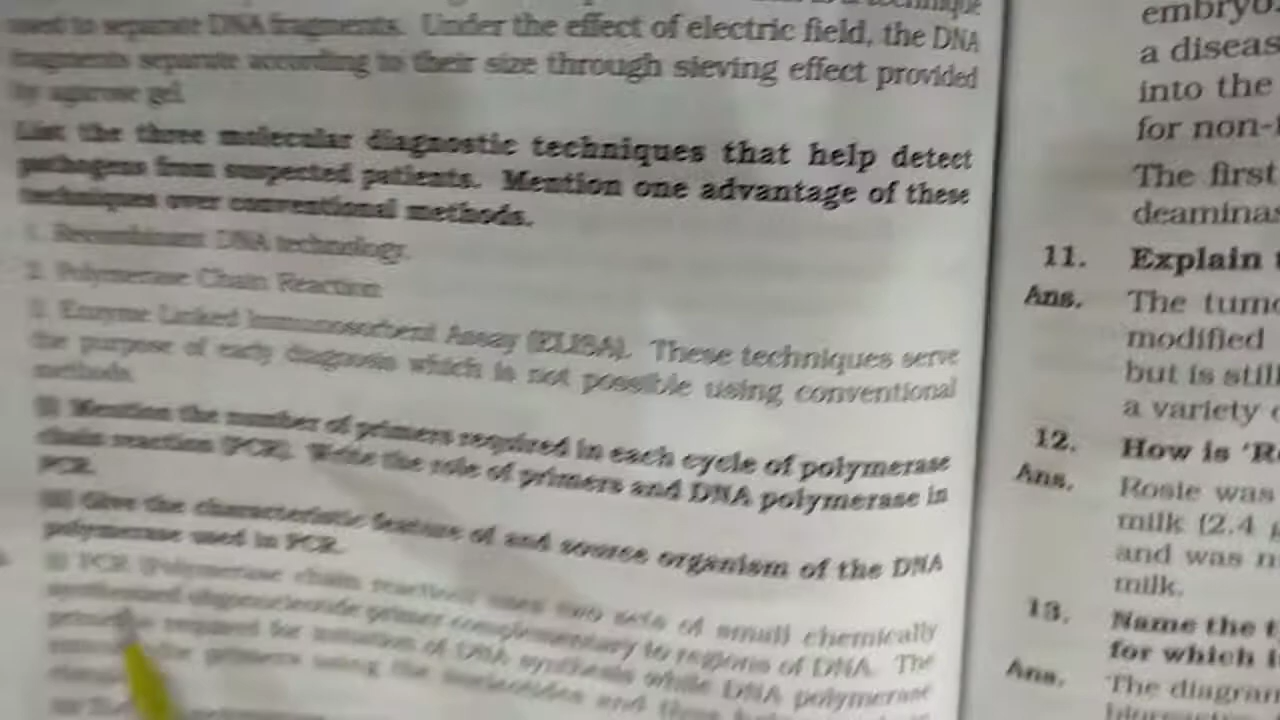 technique
used to separate DNA fragments. Under the effect of electric field, the DNA
fragments separate according to their size through sieving effect provided
by agarose gel.
List the three molecular diagnostic techniques that help detect
pathogens from suspected patients. Mention one advantage of these
techniques over conventional methods.
1. Recombinant DNA technology.
2. Polymerase Chain Reaction
3. Enzyme Linked Immunosorbent Assay (ELISA). These techniques serve
the purpose of early diagnosis which is not possible using conventional
methods.
(i) Mention the number of primers required in each cycle of polymerase
chain reaction (PCR). Write the role of primers and DNA polymerase in
PCR.
(ii) Give the characteristic feature of and source organism of the DNA
polymerase used in PCR.
(i) PCR (Polymerase chain reaction) uses two sets of small chemically
synthesised oligonucleotide primer complementary to regions of DNA. The
primers required for initiation of DNA synthesis while DNA polymerase
primers using the nucleotides and
embryo
a diseas
into the
for non-
The first
deaminas
11. Explain
Ans. The tumo
modified
but is still
a variety
12. How is 'Ro
Ans. Rosie was
milk (2.4
and was
milk.
13. Name the t
for which i
Ans. The diagram